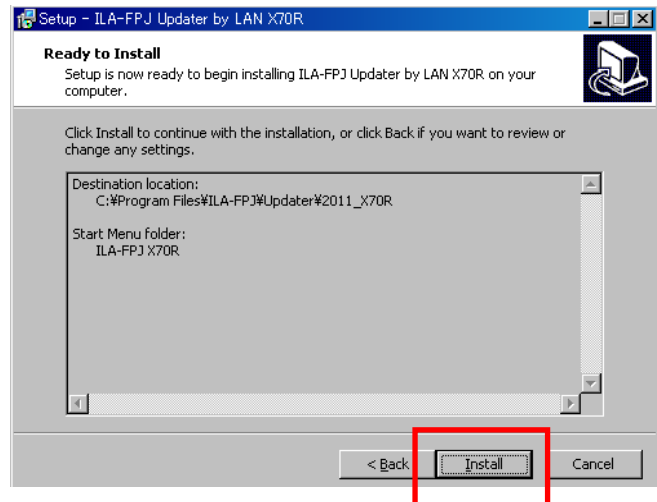 Setup - ILA-FPJ Updater by LAN X70R
Ready to Install
Setup is now ready to begin installing ILA-FPJ Updater by LAN X70R on your
computer.
Click Install to continue with the installation, or click Back if you want to review or
change any settings.
Destination location:
C:¥Program Files¥ILA-FPJ¥Updater¥2011_X70R
Start Menu folder:
ILA-FPJ X70R
< Back
Install
Cancel